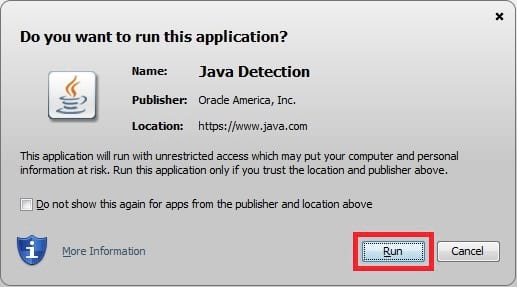 Do you want to run this application?
Name: Java Detection
Publisher: Oracle America, Inc.
Location: https://www.java.com
This application will run with unrestricted access which may put your computer and personal
information at risk. Run this application only if you trust the location and publisher above.
Do not show this again for apps from the publisher and location above
More Information
Run
Cancel